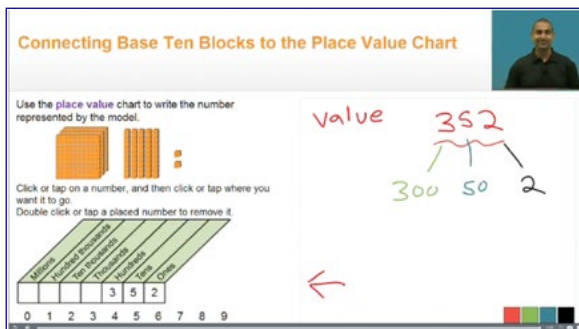 Connecting Base Ten Blocks to the Place Value Chart
Use the place value chart to write the number
represented by the model.
Click or tap on a number, and then click or tap where you
want it to go.
Double click or tap a placed number to remove it.
Millions
Hundred thousands
Ten thousands
Thousands
Hundreds
Tens
Ones
3 5 2
0 1 2 3 4 5 6 7 8 9
value 352
300 50 2